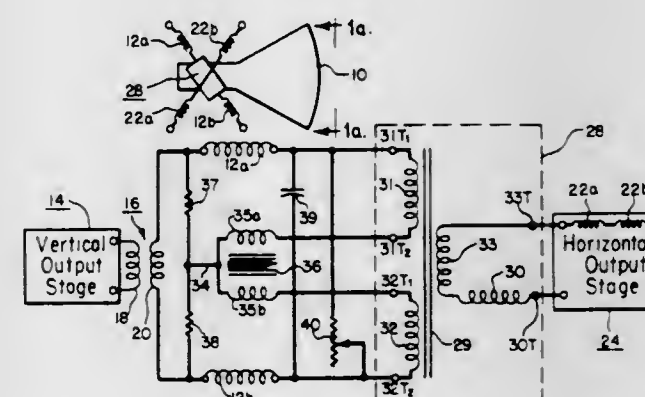 12a 22b 1a.
10
28
22a 12b 1a.
28
31T₁
12a
14 16 37 39 31 33T 22a 22b
35a
Vertical
Output
Stage
31T₂
36 33
Horizonta
Output
Stage
34 32T₁ 30
18 20 35b
38 40 32 29 30T 24
12b 32T₂